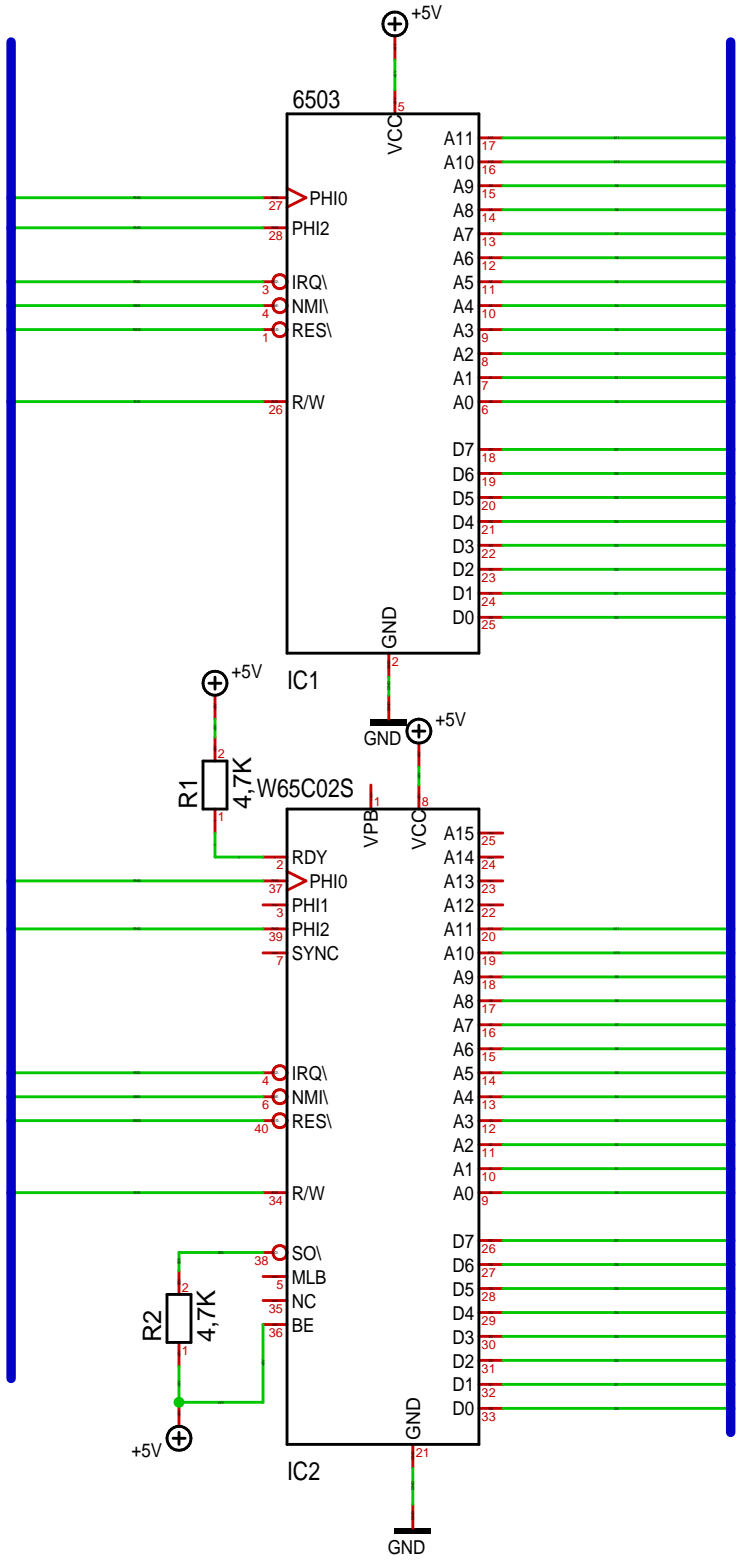 +5V
6503
5
VCC
A11
17
A10
16
A9
15
PHI0
27
A8
14
PHI2
28
A7
13
A6
12
IRQ\
3
A5
11
NMI\
4
A4
10
RES\
1
A3
9
A2
8
A1
7
R/W
26
A0
6
D7
18
D6
19
D5
20
D4
21
D3
22
D2
23
D1
24
D0
25
GND
2
IC1
+5V
GND
+5V
2
R1
4,7K
1
W65C02S
1
VPB
8
VCC
A15
25
RDY
2
A14
24
PHI0
37
A13
23
PHI1
3
A12
22
PHI2
39
A11
20
SYNC
7
A10
19
A9
18
A8
17
A7
16
A6
15
IRQ\
4
A5
14
NMI\
6
A4
13
RES\
40
A3
12
A2
11
A1
10
R/W
34
A0
9
D7
26
SO\
38
D6
27
MLB
5
D5
28
2
R2
4,7K
1
NC
35
D4
29
BE
36
D3
30
D2
31
D1
32
D0
33
+5V
GND
21
IC2
GND